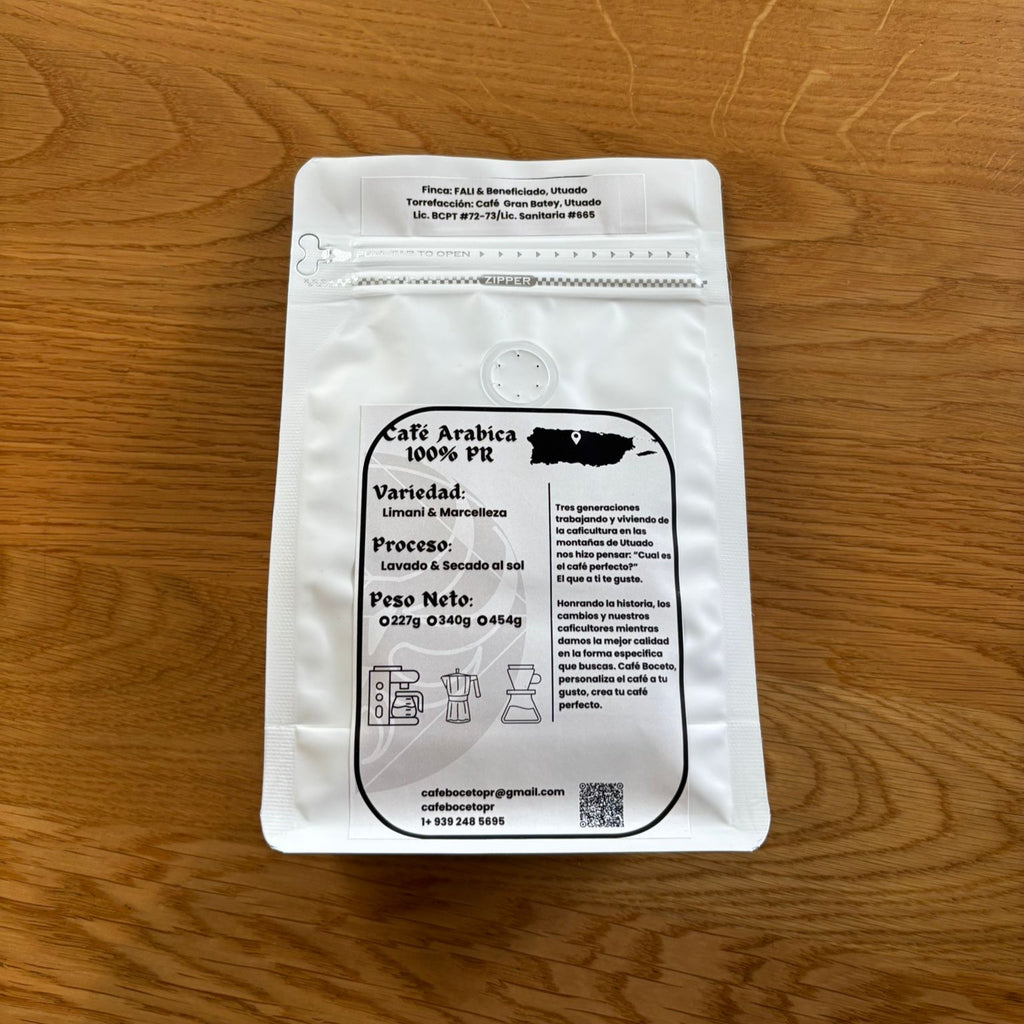 Finca: FALI & Beneficiado, Utuado
Torrefacción: Café Gran Batey, Utuado
Lic. BCPT #72-73/Lic. Sanitaria #665
TO OPEN
ZIPPER
Café Arabica
100% PR
Variedad:
Limani & Marcelleza
Proceso:
Lavado & Secado al sol
Peso Neto:
227g 340g 454g
Tres generaciones
trabajando y viviendo de
la caficultura en las
montañas de Utuado
nos hizo pensar: “Cual es
el café perfecto?”
El que a ti te guste.
Honrando la historia, los
cambios y nuestros
caficultores mientras
damos la mejor calidad
en la forma especifica
que buscas. Café Boceto,
personaliza el café a tu
gusto, crea tu café
perfecto.
cafebocetopr@gmail.com
cafebocetopr
1+ 939 248 5695